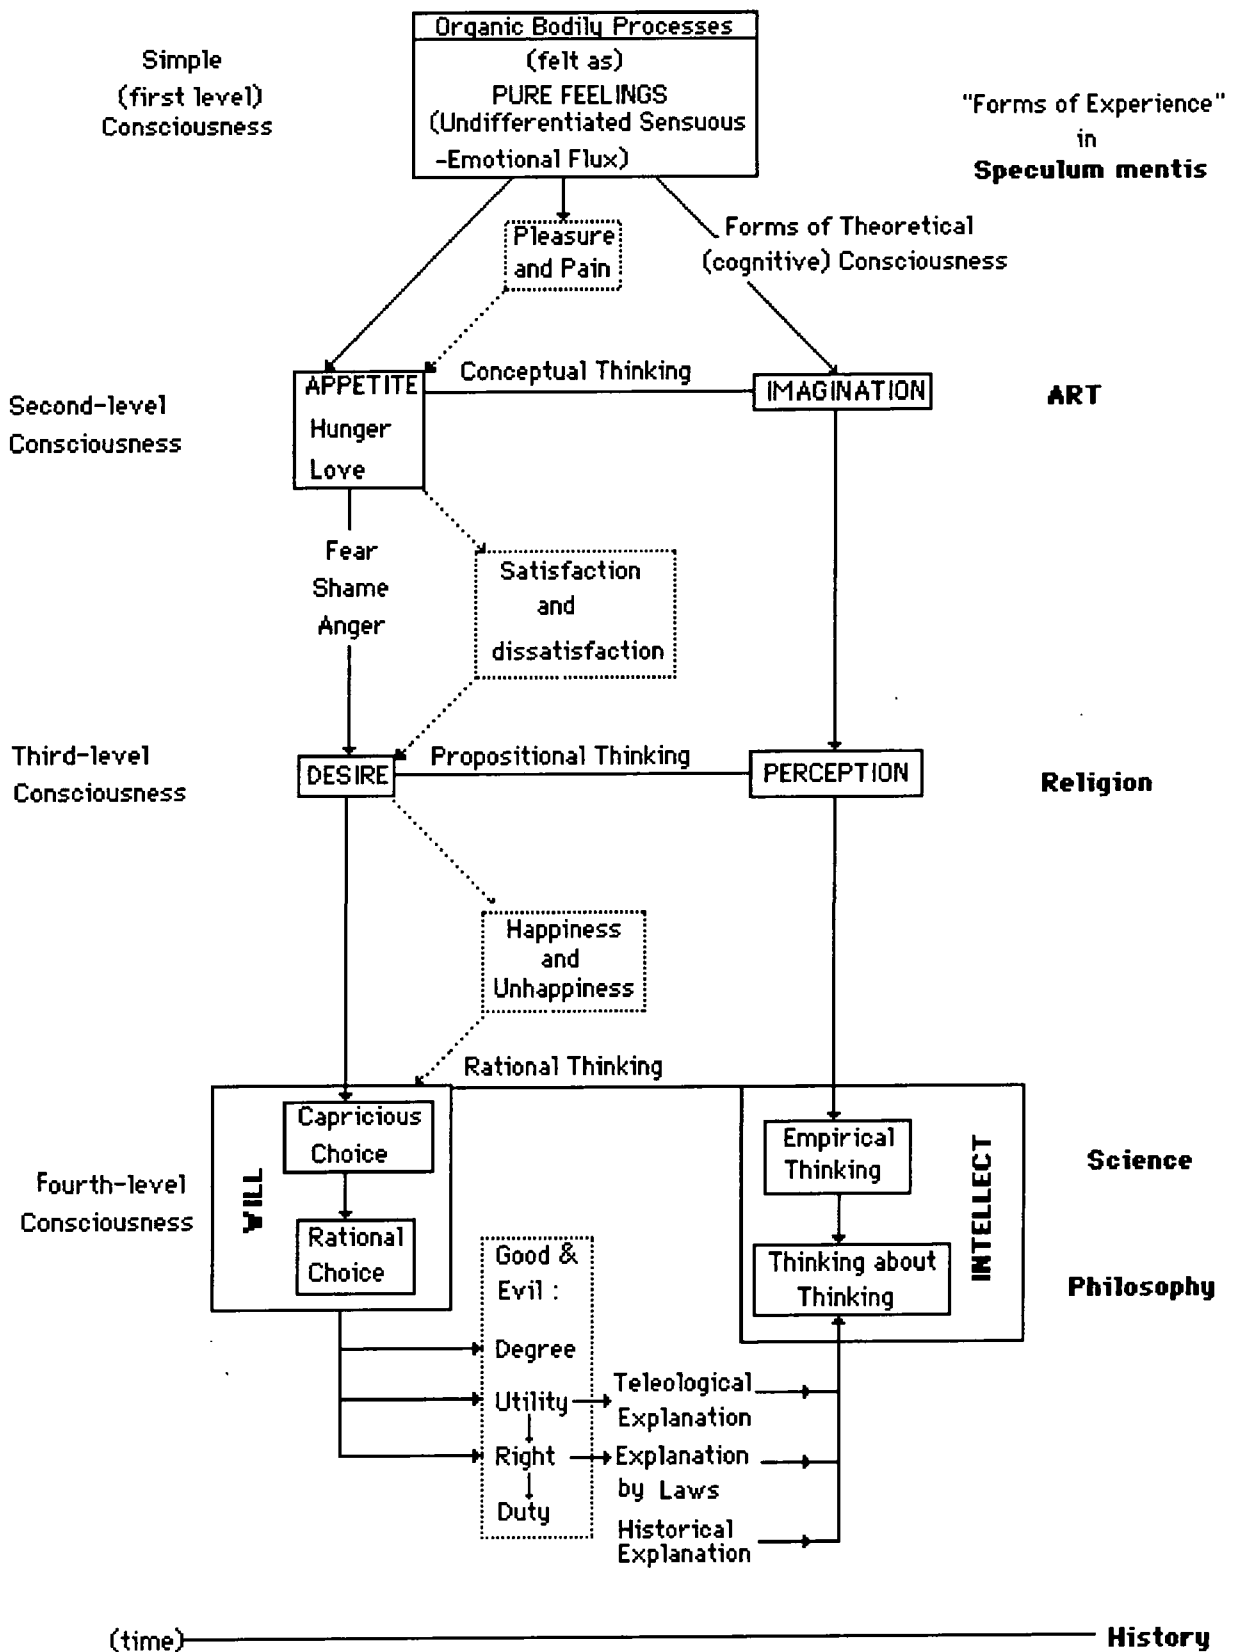 Organic Bodily Processes
(felt as)
PURE FEELINGS
(Undifferentiated Sensuous
-Emotional Flux)
Simple
(first level)
Consciousness
"Forms of Experience"
in
Speculum mentis
Pleasure
and Pain
Forms of Theoretical
(cognitive) Consciousness
Second-level
Consciousness
APPETITE
Hunger
Love
Conceptual Thinking
IMAGINATION
ART
Fear
Shame
Anger
Satisfaction
and
dissatisfaction
Third-level
Consciousness
DESIRE
Propositional Thinking
PERCEPTION
Religion
Happiness
and
Unhappiness
Rational Thinking
Fourth-level
Consciousness
WILL
Capricious
Choice
Rational
Choice
Empirical
Thinking
Thinking about
Thinking
INTELLECT
Science
Philosophy
Good &
Evil :
Degree
Utility
Right
Duty
Teleological
Explanation
Explanation
by Laws
Historical
Explanation
(time)
History